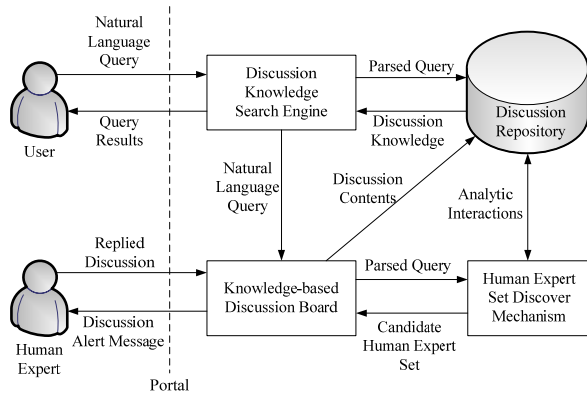 Natural
Language
Query
Query
Results
User
Discussion
Knowledge
Search Engine
Parsed Query
Discussion
Knowledge
Discussion
Repository
Natural
Language
Query
Discussion
Contents
Analytic
Interactions
Replied
Discussion
Discussion
Alert Message
Human
Expert
Knowledge-based
Discussion Board
Parsed Query
Candidate
Human Expert
Set
Human Expert
Set Discover
Mechanism
Portal